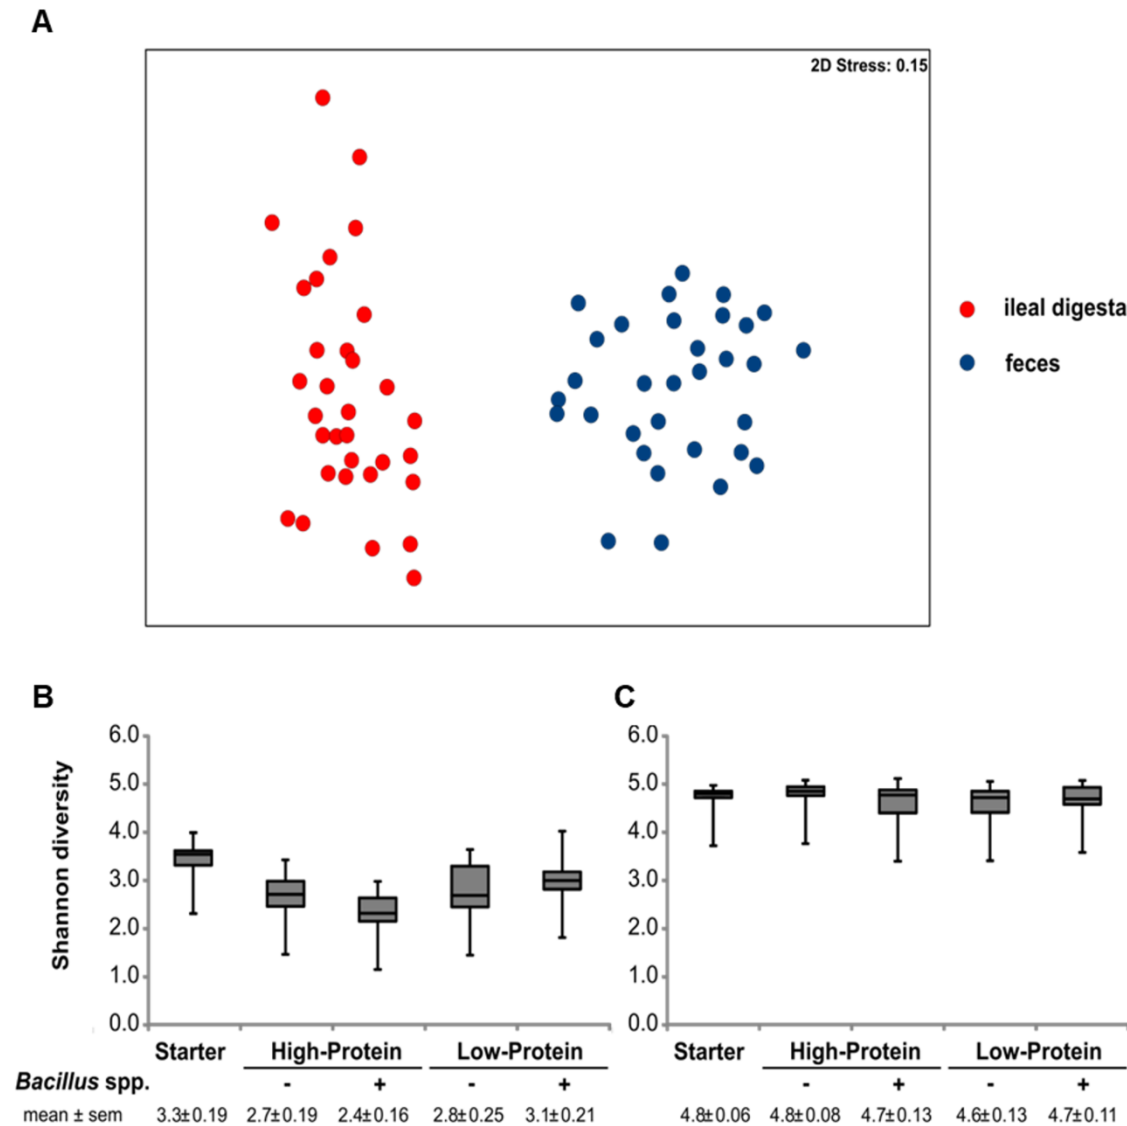 A
2D Stress: 0.15
ileal digesta
feces
B
C
Shannon diversity
6.0
5.0
4.0
3.0
2.0
1.0
0.0
6.0
5.0
4.0
3.0
2.0
1.0
0.0
Starter High-Protein Low-Protein
Starter High-Protein Low-Protein
Bacillus spp. - + - +
- + - +
mean ± sem 3.3±0.19 2.7±0.19 2.4±0.16 2.8±0.25 3.1±0.21
4.8±0.06 4.8±0.08 4.7±0.13 4.6±0.13 4.7±0.11